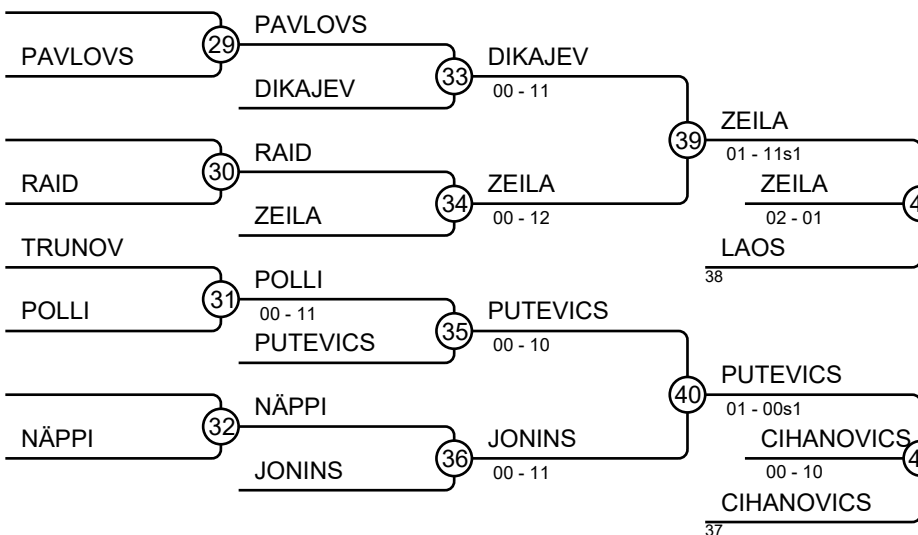 PAVLOVS
29
PAVLOVS
DIKAJEV
33
DIKAJEV
00 - 11
RAID
30
RAID
ZEILA
34
ZEILA
00 - 12
39
ZEILA
01 - 11s1
ZEILA
02 - 01
LAOS
38
TRUNOV
POLLI
31
POLLI
00 - 11
PUTEVICS
35
PUTEVICS
00 - 10
NÄPPI
32
NÄPPI
JONINS
36
JONINS
00 - 11
40
PUTEVICS
01 - 00s1
CIHANOVICS
00 - 10
CIHANOVICS
37